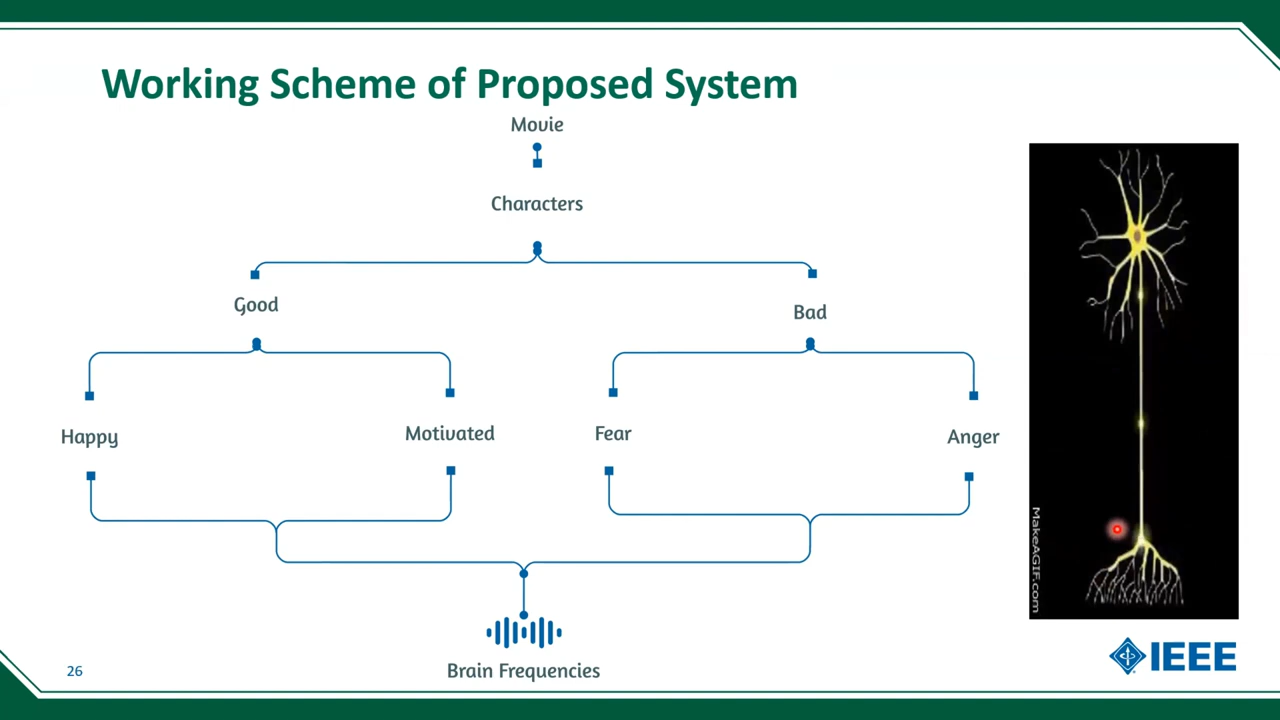 Working Scheme of Proposed System
Movie
Characters
Good
Bad
Happy
Motivated
Fear
Anger
Brain Frequencies
MakeAGIF.com
26
IEEE